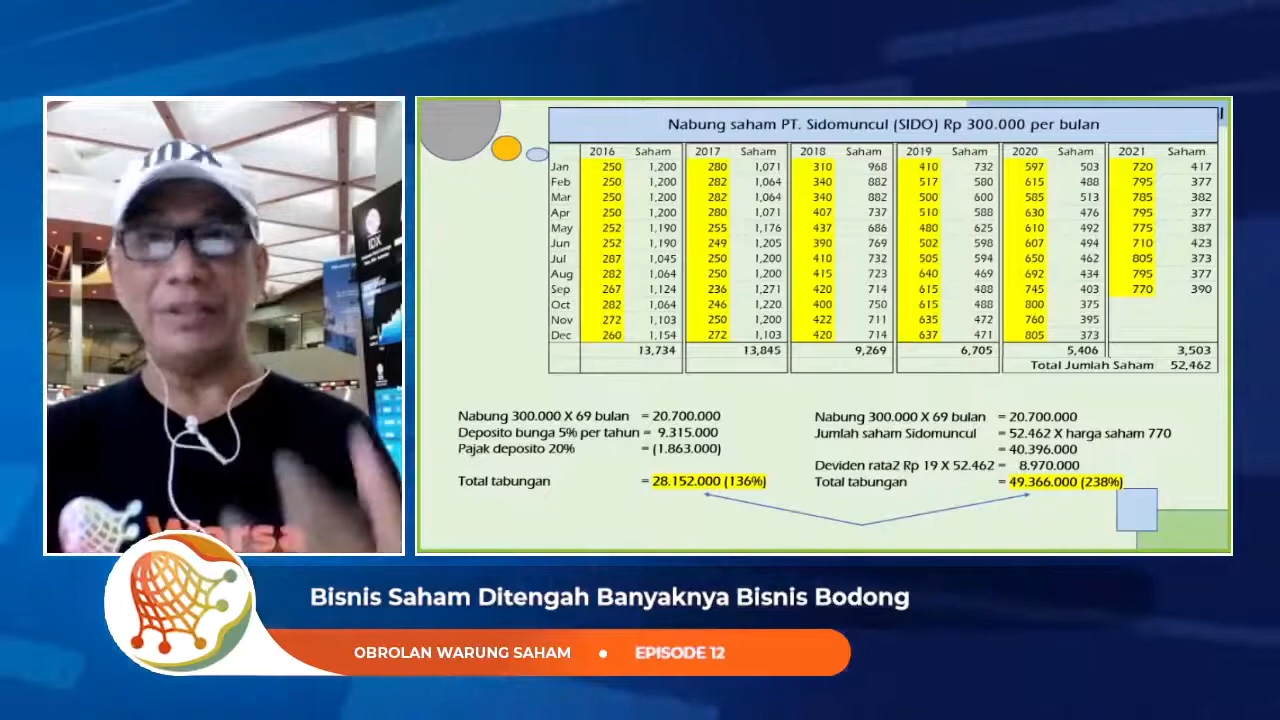 IDX
IDX
Warsa
Nabung saham PT. Sidomuncul (SIDO) Rp 300.000 per bulan
2016 Saham 2017 Saham 2018 Saham 2019 Saham 2020 Saham 2021 Saham
Jan 250 1,200 280 1,071 310 968 410 732 597 503 720 417
Feb 250 1,200 282 1,064 340 882 517 580 615 488 795 377
Mar 250 1,200 282 1,064 340 882 500 600 585 513 785 382
Apr 250 1,200 280 1,071 407 737 510 588 630 476 795 377
May 252 1,190 255 1,176 437 686 480 625 610 492 775 387
Jun 252 1,190 249 1,205 390 769 502 598 607 494 710 423
Jul 287 1,045 250 1,200 410 732 505 594 650 462 805 373
Aug 282 1,064 250 1,200 415 723 640 469 692 434 795 377
Sep 267 1,124 236 1,271 420 714 615 488 745 403 770 390
Oct 282 1,064 246 1,220 400 750 615 488 800 375
Nov 272 1,103 250 1,200 422 711 635 472 760 395
Dec 260 1,154 272 1,103 420 714 637 471 805 373
13,734 13,845 9,269 6,705 5,406 3,503
Total Jumlah Saham 52,462
Nabung 300.000 X 69 bulan = 20.700.000
Deposito bunga 5% per tahun = 9.315.000
Pajak deposito 20% = (1.863.000)
Total tabungan = 28.152.000 (136%)
Nabung 300.000 X 69 bulan = 20.700.000
Jumlah saham Sidomuncul = 52.462 X harga saham 770
= 40.396.000
Deviden rata2 Rp 19 X 52.462 = 8.970.000
Total tabungan = 49.366.000 (238%)
Bisnis Saham Ditengah Banyaknya Bisnis Bodong
OBROLAN WARUNG SAHAM • EPISODE 12